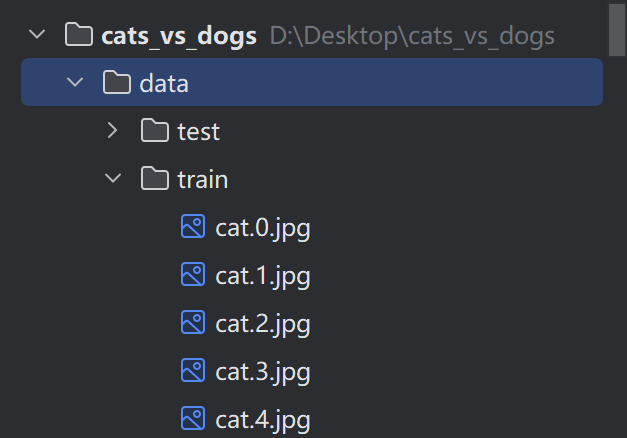 cats_vs_dogs D:\Desktop\cats_vs_dogs
data
test
train
cat.0.jpg
cat.1.jpg
cat.2.jpg
cat.3.jpg
cat.4.jpg